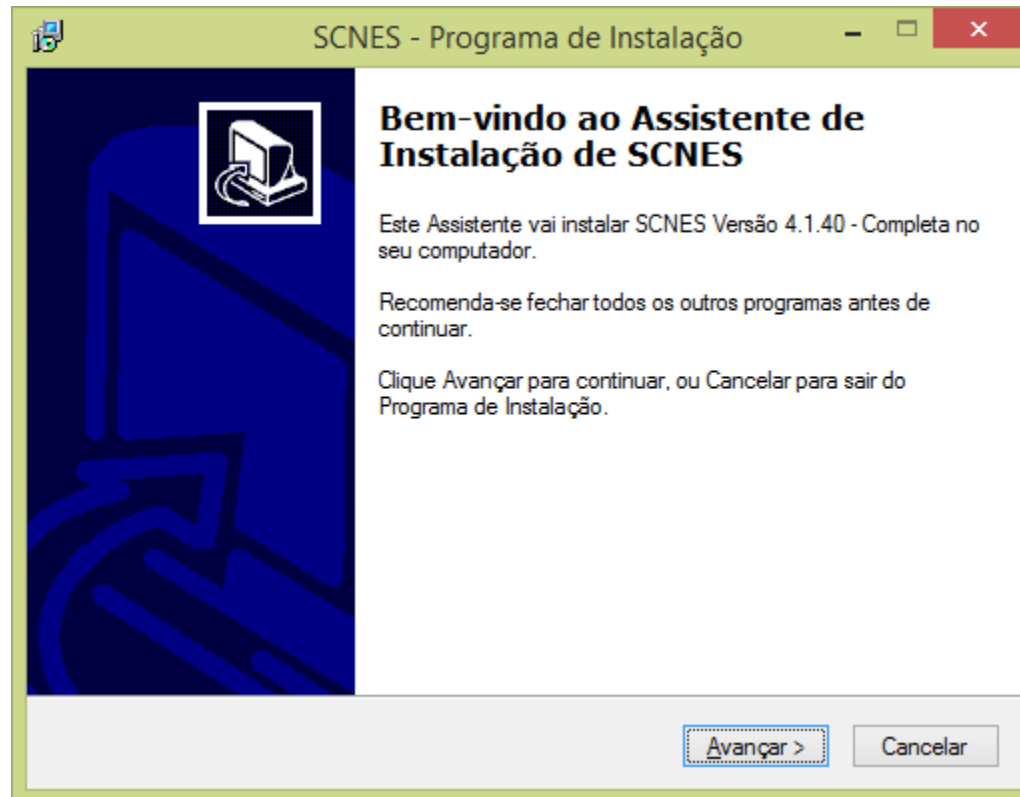 SCNES - Programa de Instalação
Bem-vindo ao Assistente de
Instalação de SCNES
Este Assistente vai instalar SCNES Versão 4.1.40 - Completa no
seu computador.
Recomenda-se fechar todos os outros programas antes de
continuar.
Clique Avançar para continuar, ou Cancelar para sair do
Programa de Instalação.
Avançar >
Cancelar